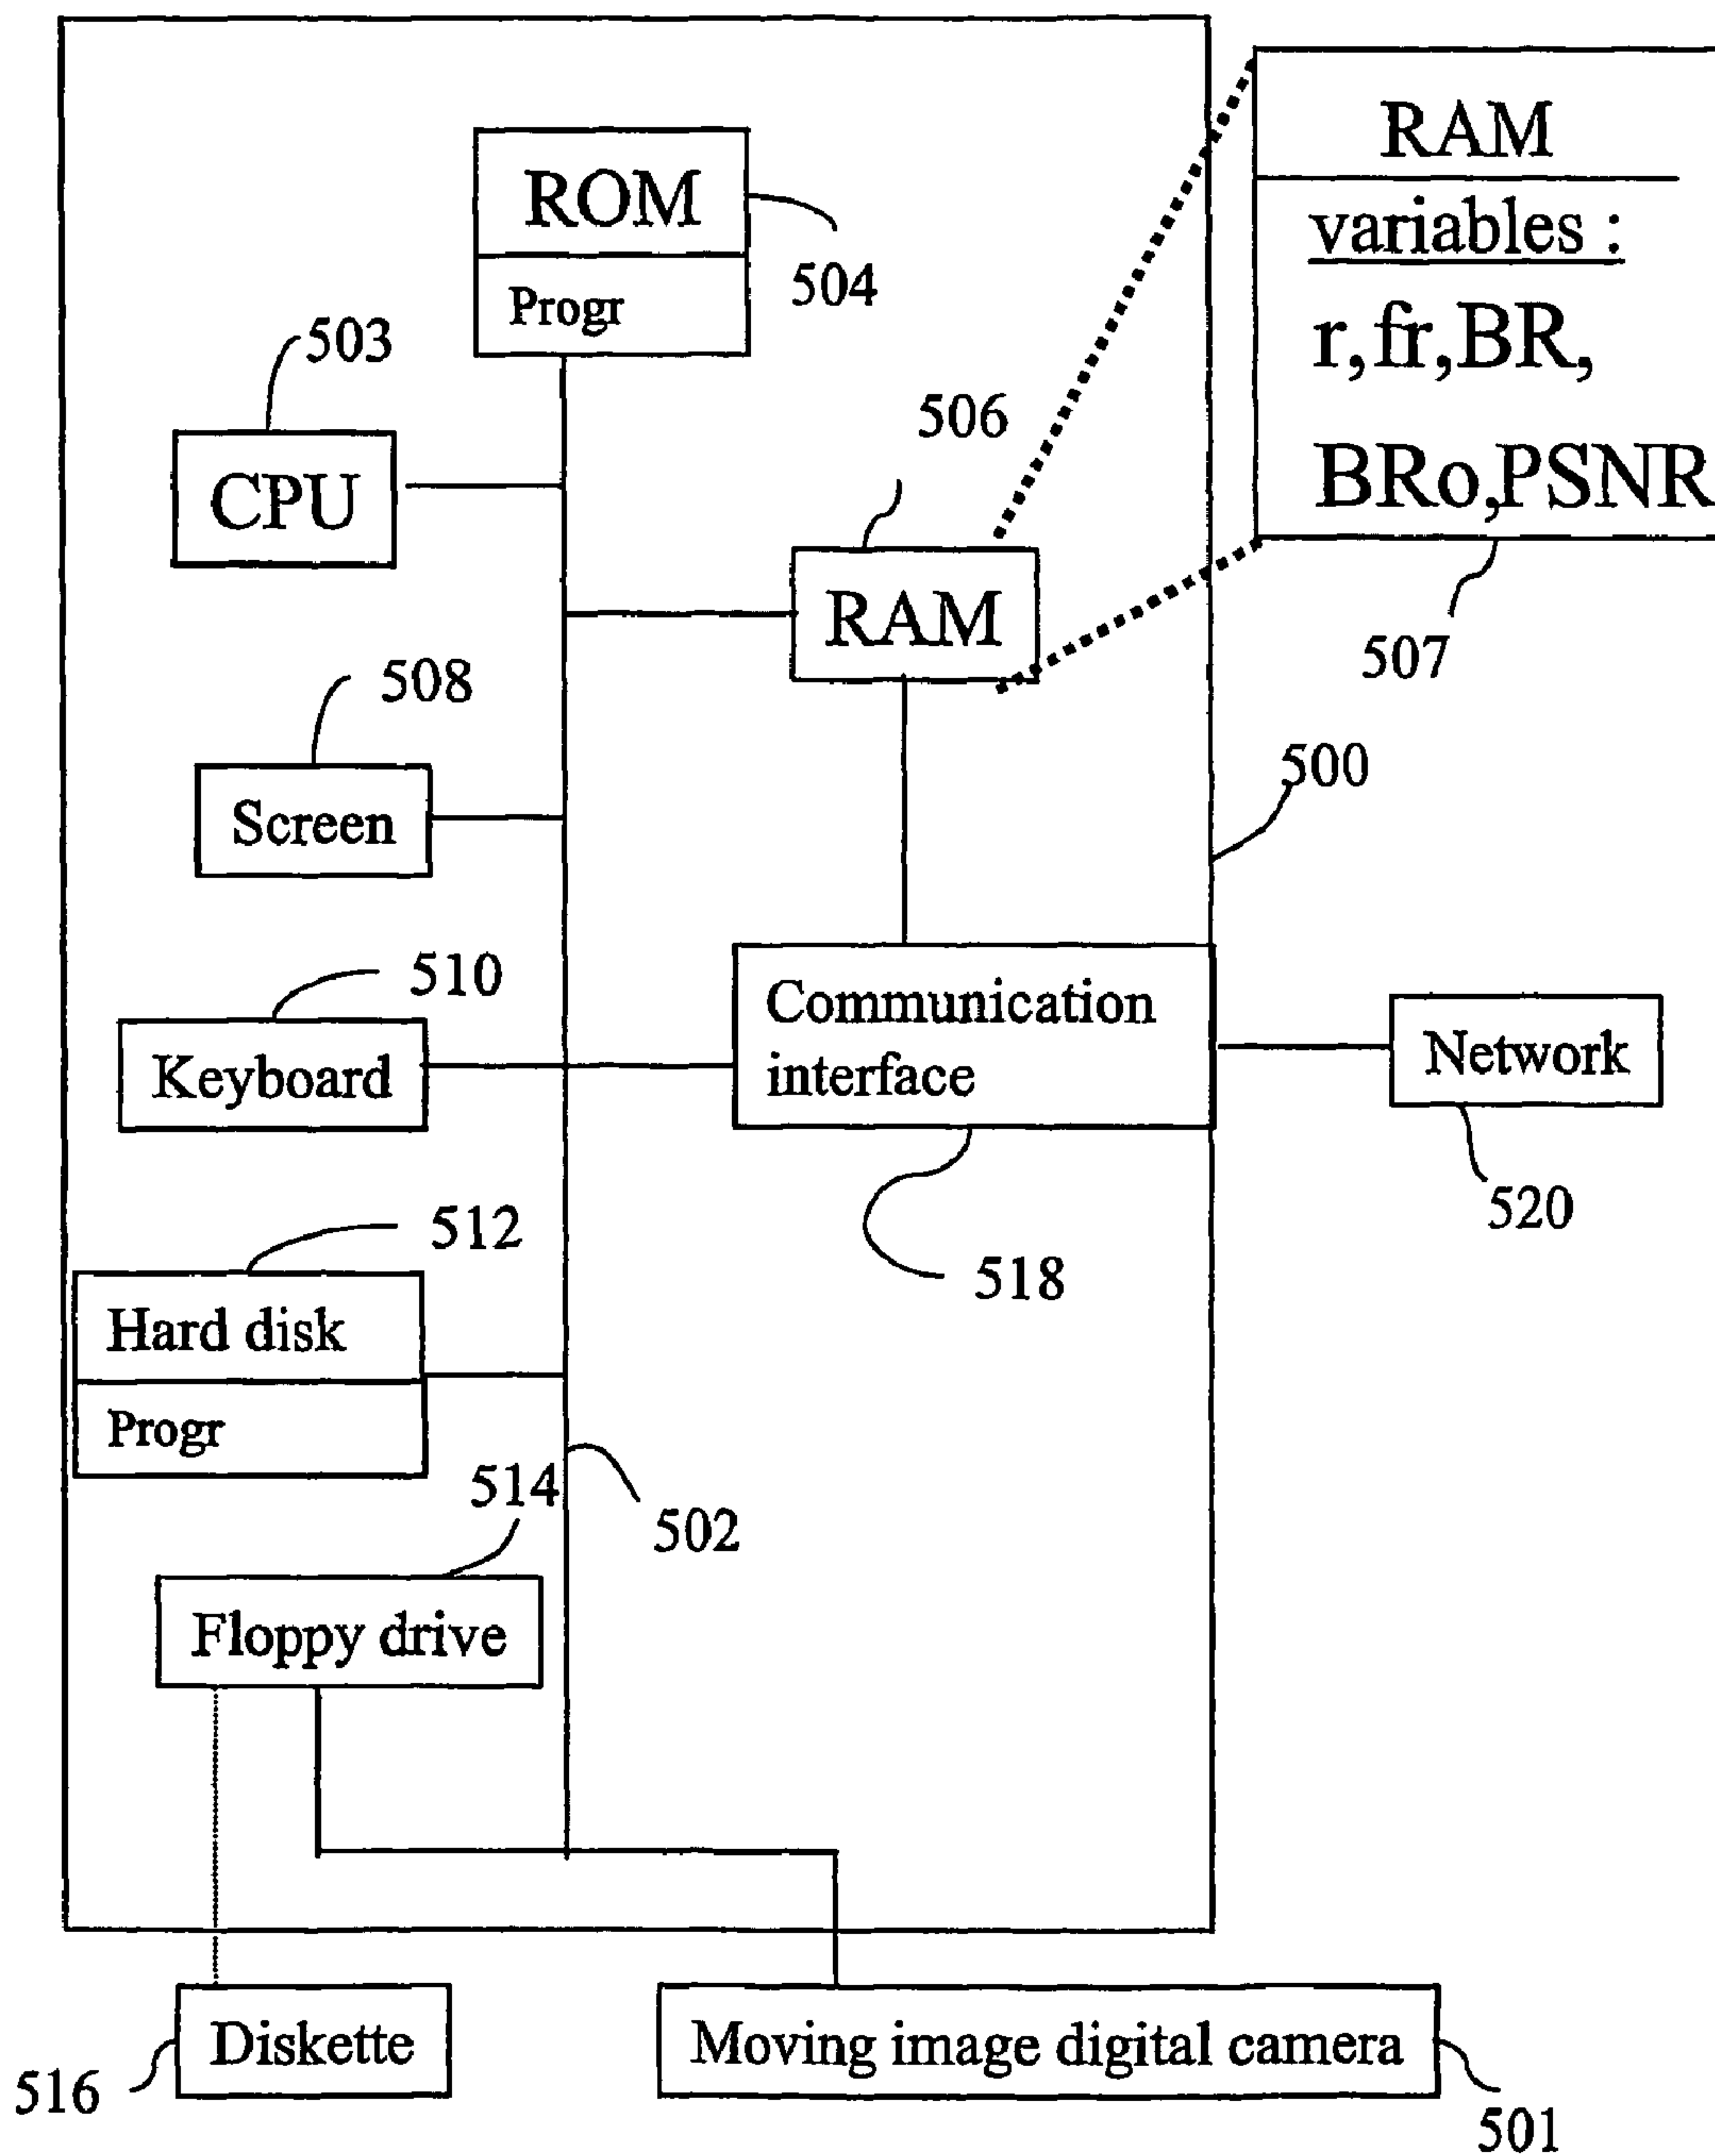 RAM
variables :
r,fr,BR,
BRo,PSNR
507
ROM
Progr
504
503
CPU
506
RAM
508
Screen
500
510
Keyboard
Communication
interface
518
Network
520
512
Hard disk
Progr
502
514
Floppy drive
Diskette
516
Moving image digital camera
501